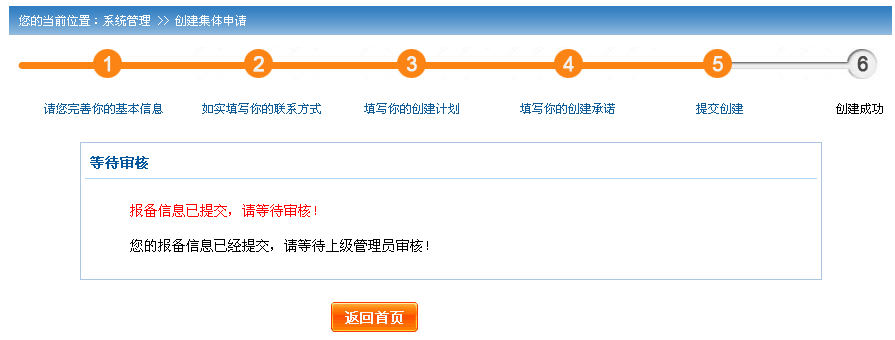 您的当前位置：系统管理 >> 创建集体申请
1 2 3 4 5 6
请您完善你的基本信息 如实填写你的联系方式 填写你的创建计划 填写你的创建承诺 提交创建 创建成功
等待审核
报备信息已提交，请等待审核！
您的报备信息已经提交，请等待上级管理员审核！
返回首页